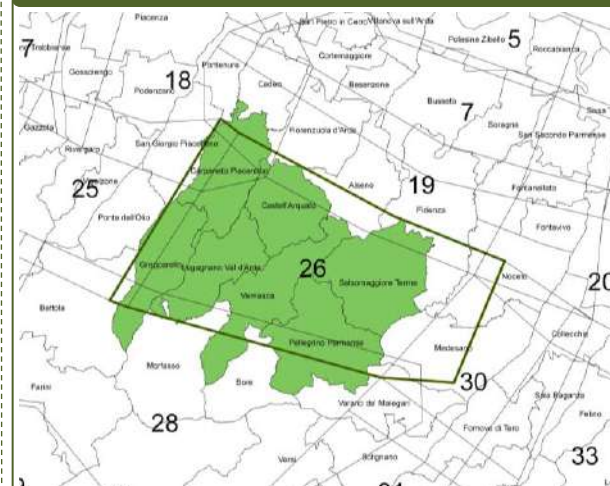 Piacenza
San Pietro in Cerro
Villanova sull'Arda
Polesine Zibello
5
Roccabianca
7
Gossolengo
18
Pontenure
Cortemaggiore
Podenzano
Cadeo
Besenzone
Busseto
7
Sissa
Gazzola
Soragna
San Secondo Parmense
Rivergaro
San Giorgio Piacentino
Fiorenzuola d'Arda
25
Vigolzone
Carpaneto Piacentino
Alseno
19
Fontanellato
Ponte dell'Olio
Castell'Arquato
Fidenza
Fontevivo
Gropparello
Lugagnano Val d'Arda
26
Salsomaggiore Terme
Noceto
20
Bettola
Vernasca
Collecchio
Pellegrino Parmense
Medesano
Morfasso
Bore
30
Farini
Varano de' Melegari
Sala Baganza
Felino
28
Fornovo di Taro
Varsi
33